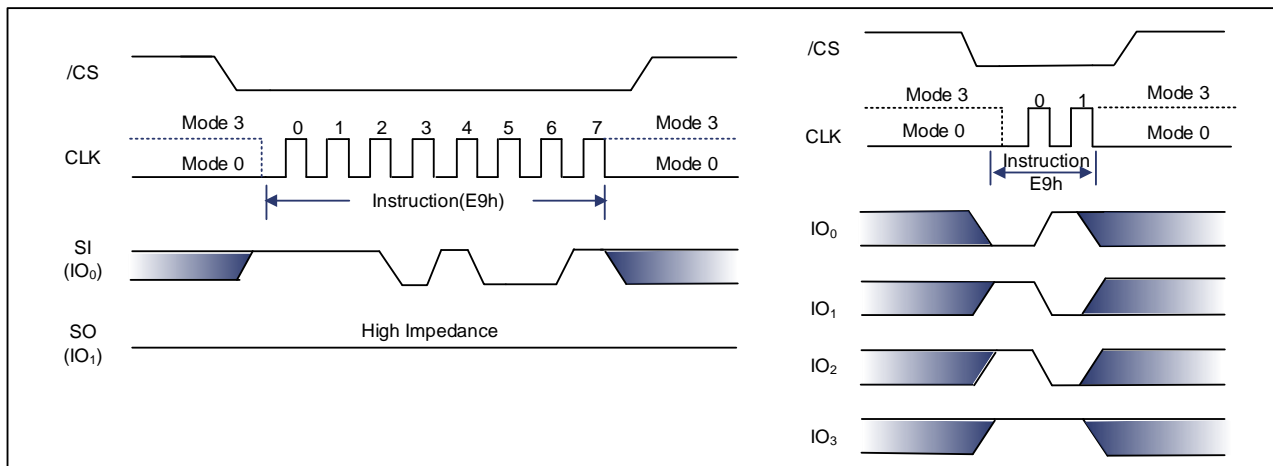 /CS
Mode 3
0 1 2 3 4 5 6 7
Mode 3
CLK
Mode 0
Mode 0
Instruction(E9h)
SI
(IO0)
SO
(IO1)
High Impedance
/CS
Mode 3
0 1
Mode 3
CLK
Mode 0
Mode 0
Instruction
E9h
IO0
IO1
IO2
IO3